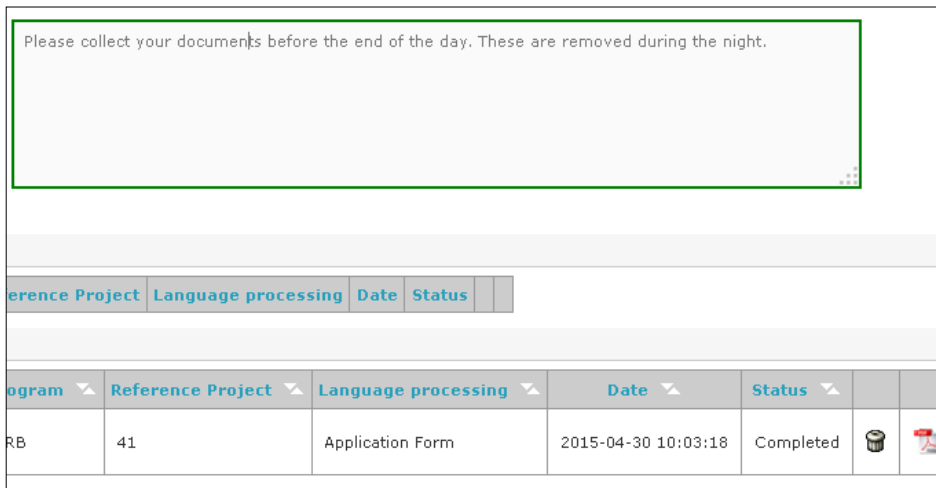 Please collect your documents before the end of the day. These are removed during the night.
erence Project Language processing Date Status
ogram Reference Project Language processing Date Status
RB 41 Application Form 2015-04-30 10:03:18 Completed